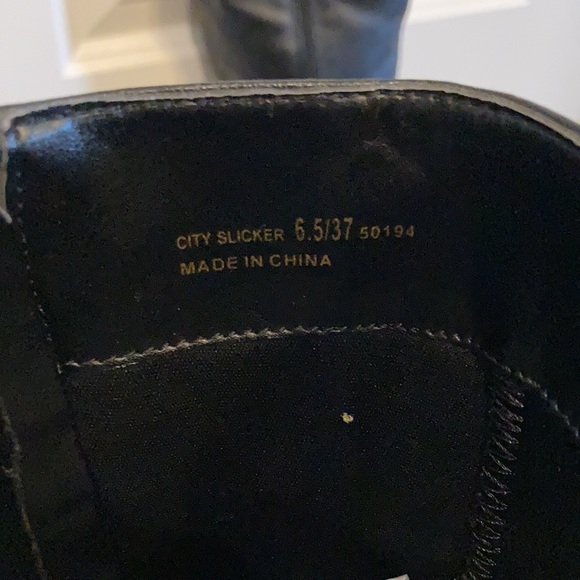 CITY SLICKER 6.5/37 50194
MADE IN CHINA